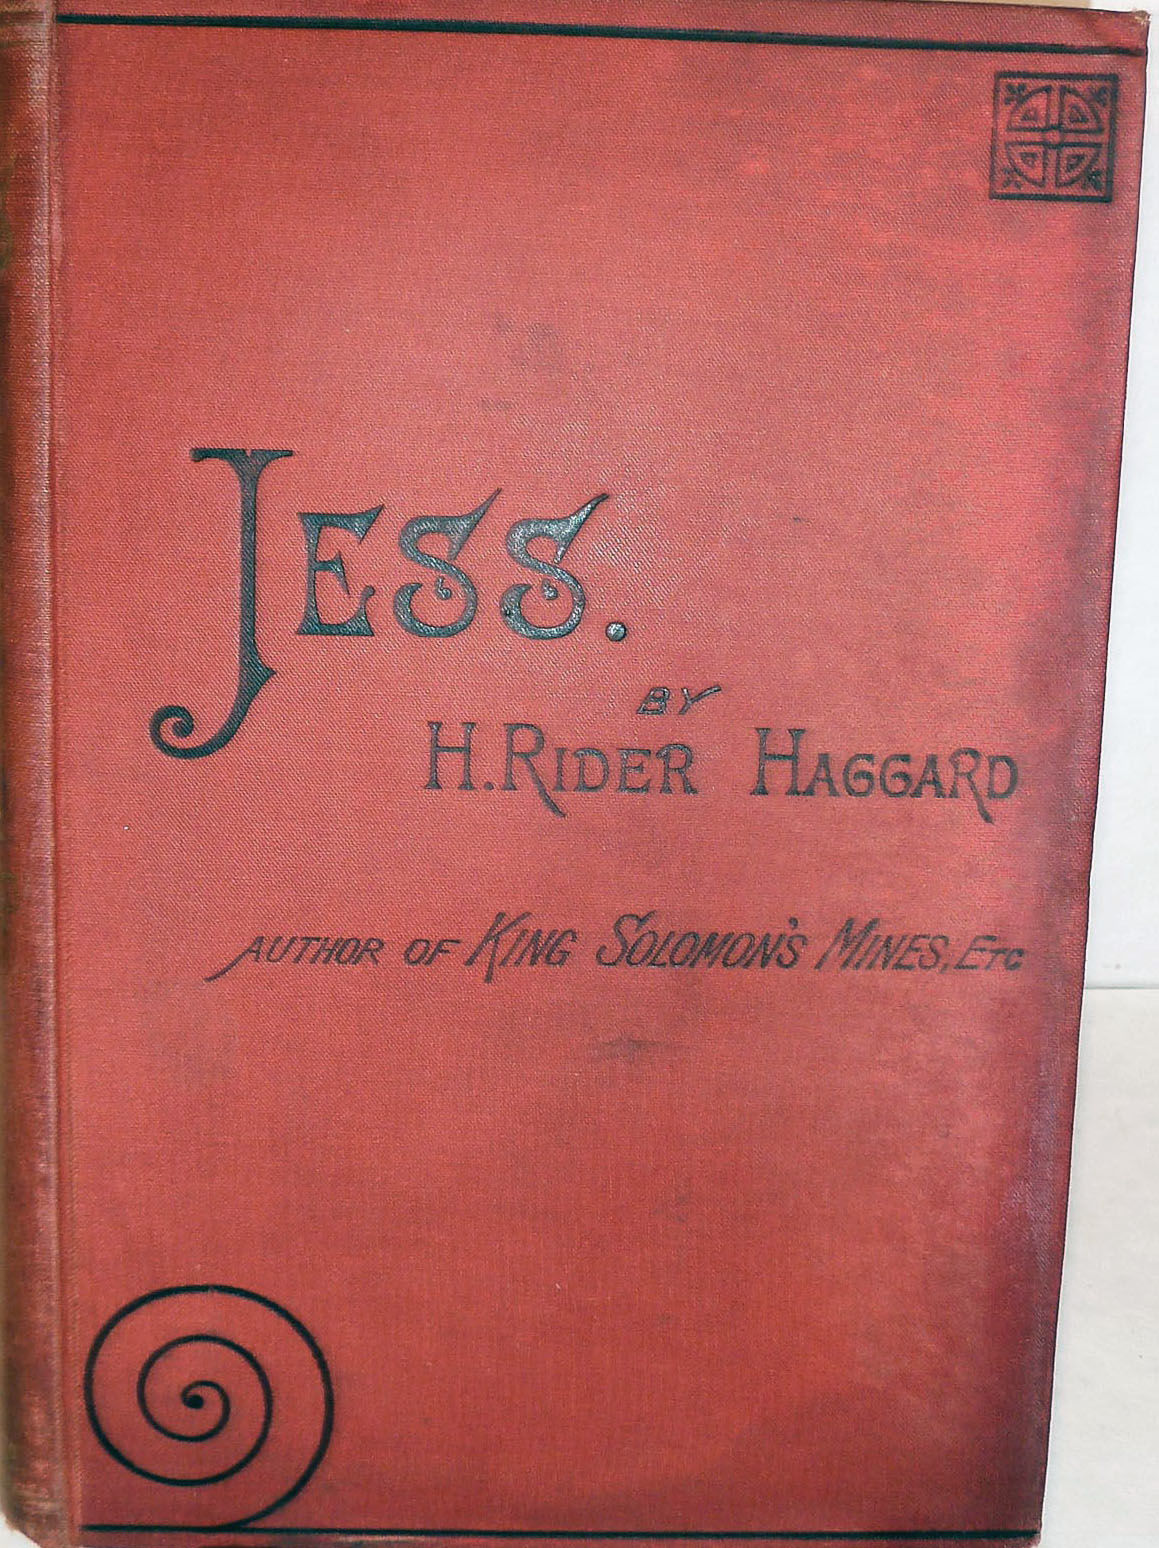 JESS.
BY
H. RIDER HAGGARD
AUTHOR OF KING SOLOMON'S MINES, ETC